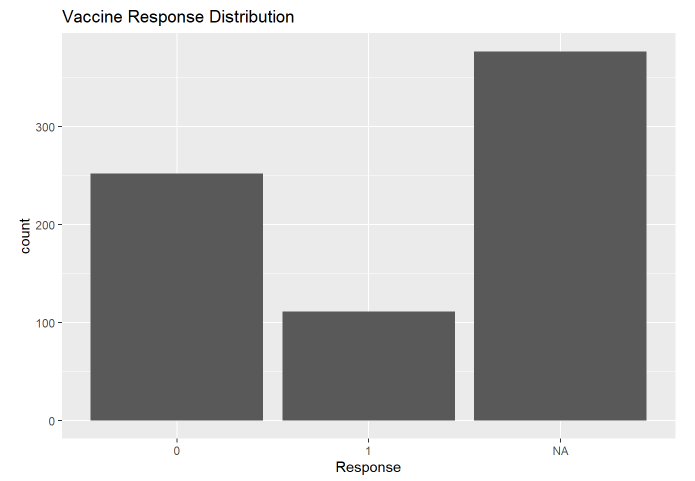 Vaccine Response Distribution
300
200
100
0
count
0 1 NA
Response